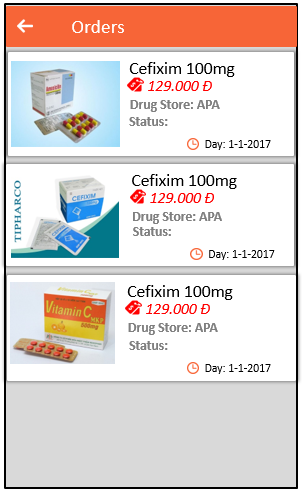 Orders
Cefixim 100mg
129.000 Đ
Drug Store: APA
Status:
Day: 1-1-2017
TIPHARCO
CEFIXIM
Cefixim 100mg
129.000 Đ
Drug Store: APA
Status:
Day: 1-1-2017
Vitamin C
500mg
Cefixim 100mg
129.000 Đ
Drug Store: APA
Status:
Day: 1-1-2017